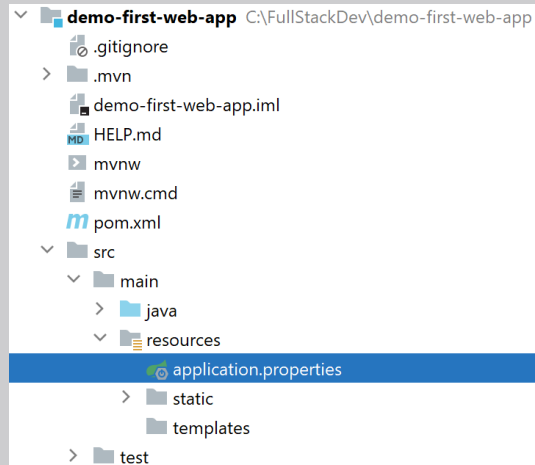 demo-first-web-app C:\FullStackDev\demo-first-web-app
.gitignore
.mvn
demo-first-web-app.iml
MD HELP.md
mvnw
mvnw.cmd
m pom.xml
src
main
java
resources
application.properties
static
templates
test